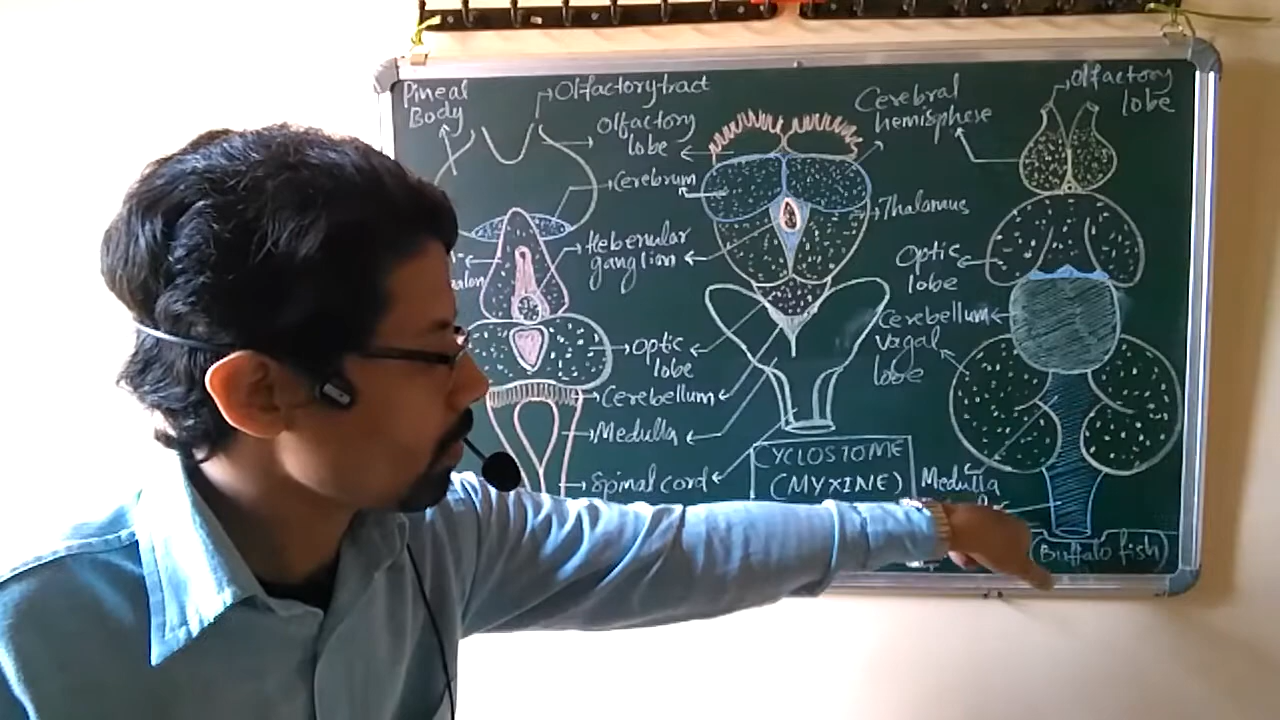 Pineal
Body
Olfactory tract
Olfactory
lobe
Cerebrum
Hebenular
ganglion
Optic
lobe
Cerebellum
Medulla
Spinal cord
Cerebral
hemisphese
Thalamus
CYCLOSTOME
(MYXINE)
Olfactory
lobe
Optic
lobe
Cerebellum
vagal
lobe
Medulla
(Buffalo fish)